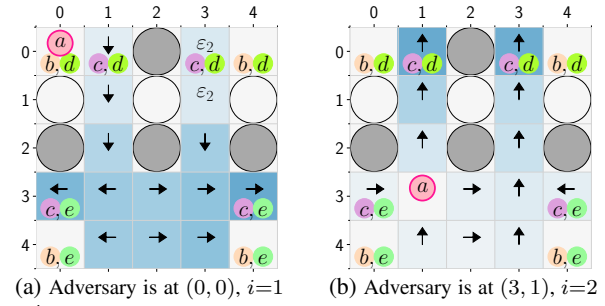 0 1 2 3 4 0 1 2 3 4
0 a ε₂ 0
b, d c, d c, d b, d b, d c, d c, d b, d
1 ε₂ 1
2 2
3 3 a
c, e c, e c, e c, e
4 4
b, e b, e b, e b, e
(a) Adversary is at (0, 0), i=1 (b) Adversary is at (3, 1), i=2